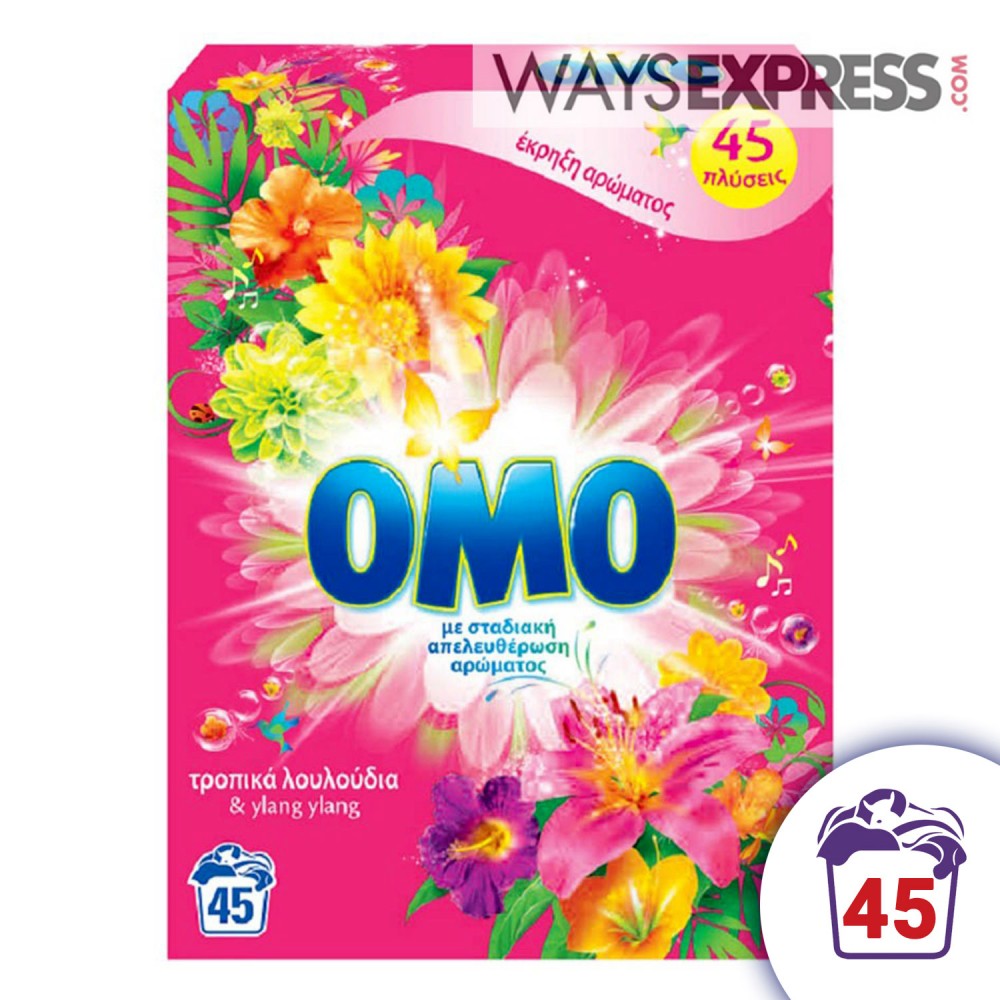 WAYSEXPRESS.COM
έκρηξη αρώματος
45
πλύσεις
OMO
με σταδιακή
απελευθέρωση
αρώματος
τροπικά λουλούδια
& ylang ylang
45
45